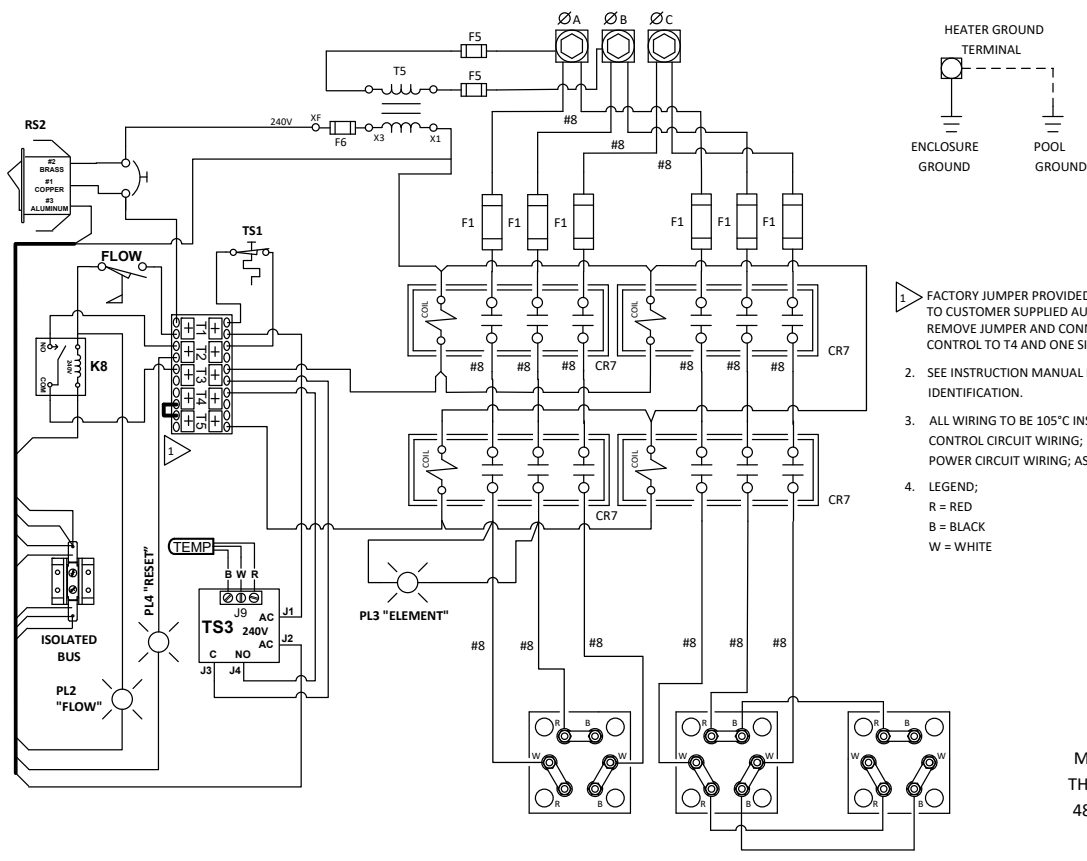 ØA ØB ØC
F5
T5
F5
240V XF F6 X3 X1
#8
#8
#8
RS2
#2 BRASS
#1 COPPER
#3 ALUMINUM
HEATER GROUND
TERMINAL
ENCLOSURE
GROUND
POOL
GROUND
F1 F1 F1 F1 F1 F1
FLOW
TS1
NO
COM
240V
K8
T1
T2
T3
T4
T5
1
COIL
COIL
#8 #8 #8 CR7 #8 #8 #8 CR7
COIL
COIL
CR7
CR7
1 FACTORY JUMPER PROVIDED
TO CUSTOMER SUPPLIED
REMOVE JUMPER AND
CONTROL TO T4 AND ONE
2. SEE INSTRUCTION MANUAL
IDENTIFICATION.
3. ALL WIRING TO BE 105°C
CONTROL CIRCUIT WIRING;
POWER CIRCUIT WIRING;
4. LEGEND;
R = RED
B = BLACK
W = WHITE
ISOLATED
BUS
PL4 "RESET"
PL2
"FLOW"
TEMP
B W R
J9
TS3 240V
AC J1
AC J2
C NO
J3 J4
PL3 "ELEMENT"
#8 #8 #8 #8 #8 #8
R B
W W
R B
R B
W W
R B
R B
W W
R B
48